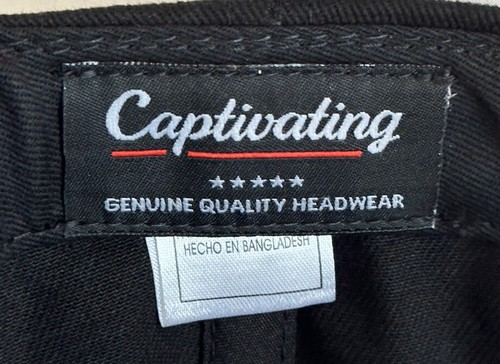 Captivating
★★★★★
GENUINE QUALITY HEADWEAR
HECHO EN BANGLADESH